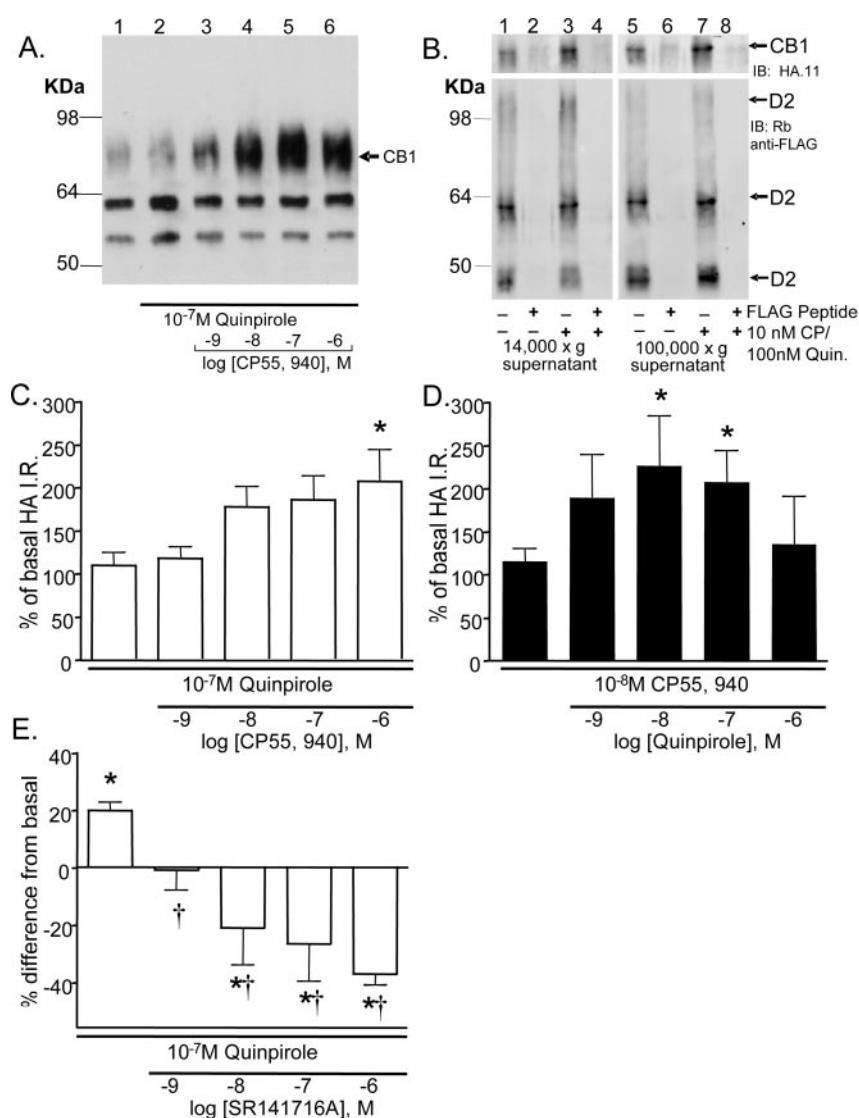 A.
1 2 3 4 5 6
KDa
98
64
50
CB1
10-7M Quinpirole
-9 -8 -7 -6
log [CP55, 940], M
B.
1 2 3 4 5 6 7 8
CB1
IB: HA.11
KDa
98
64
50
D2
IB: Rb
anti-FLAG
D2
D2
– + – + – + – + FLAG Peptide
– – + + – – + + 10 nM CP/
100nM Quin.
14,000 x g
supernatant
100,000 x g
supernatant
C.
% of basal HA I.R.
300
250
200
150
100
50
0
*
10-7M Quinpirole
-9 -8 -7 -6
log [CP55, 940], M
D.
% of basal HA I.R.
300
250
200
150
100
50
0
* *
10-8M CP55, 940
-9 -8 -7 -6
log [Quinpirole], M
E.
% difference from basal
40
20
0
-20
-40
*
†
*†
*†
*†
10-7M Quinpirole
-9 -8 -7 -6
log [SR141716A], M